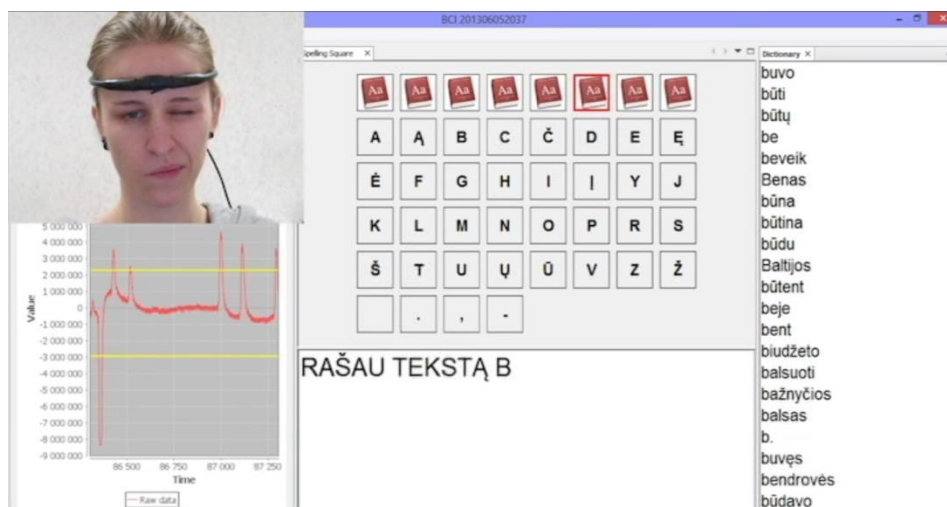 BCI 201306052037
Spelling Square
Dictionary
Aa Aa Aa Aa Aa Aa Aa Aa
A Ą B C Č D E Ę
Ė F G H I Į Y J
K L M N O P R S
Š T U Ų Ū V Z Ž
. , -
RAŠAU TEKSTĄ B
buvo
būti
būtų
be
beveik
Benas
būna
būtina
būdu
Baltijos
būtent
beje
bent
biudžeto
balsuoti
bažnyčios
balsas
b.
buvęs
bendrovės
būdavo
5 000 000
4 000 000
3 000 000
2 000 000
1 000 000
0
-1 000 000
-2 000 000
-3 000 000
-4 000 000
-5 000 000
-6 000 000
-7 000 000
-8 000 000
-9 000 000
Value
86 500 86 750 87 000 87 250
Time
Raw data